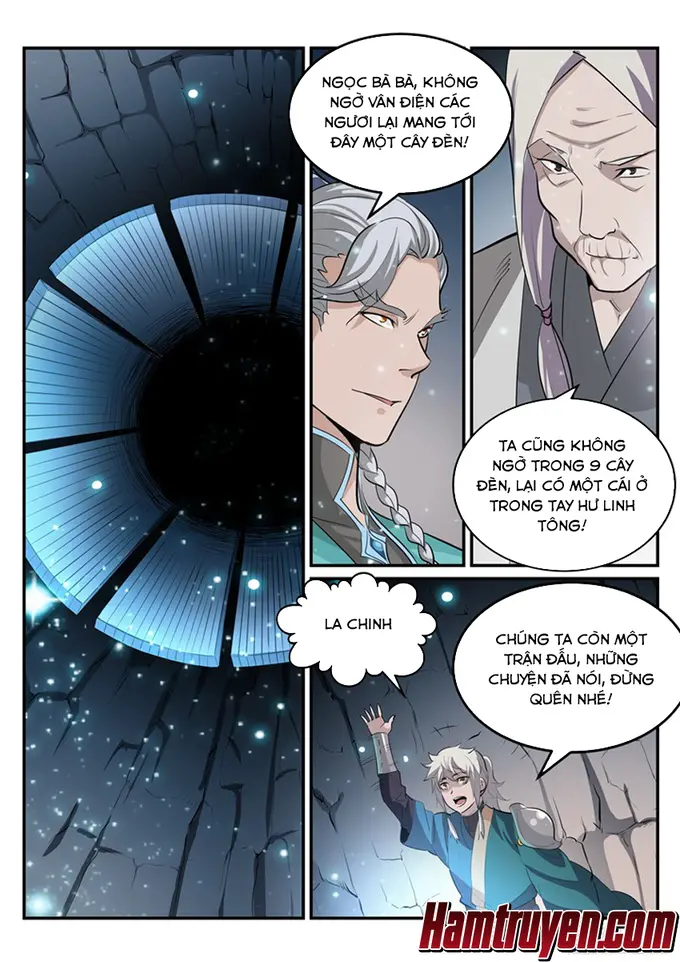 NGỌC BÀ BÀ, KHÔNG
NGỜ VÂN ĐIỆN CÁC
NGƯƠI LẠI MANG TỚI
ĐÂY MỘT CÂY ĐÈN!
TA CŨNG KHÔNG
NGỜ TRONG 9 CÂY
ĐÈN, LẠI CÓ MỘT CÁI Ở
TRONG TAY HƯ LINH
TÔNG!
LA CHINH
CHÚNG TA CÒN MỘT
TRẬN ĐẤU, NHỮNG
CHUYỆN ĐÃ NÓI, ĐỪNG
QUÊN NHÉ!
Hamtruyen.com